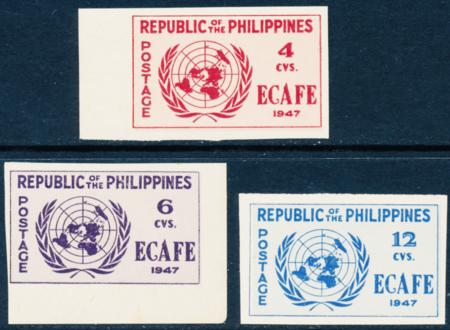 REPUBLIC OF THE PHILIPPINES
POSTAGE
4
CVS.
ECAFE
1947
REPUBLIC OF THE PHILIPPINES
POSTAGE
6
CVS.
ECAFE
1947
REPUBLIC OF THE PHILIPPINES
POSTAGE
12
CVS.
ECAFE
1947